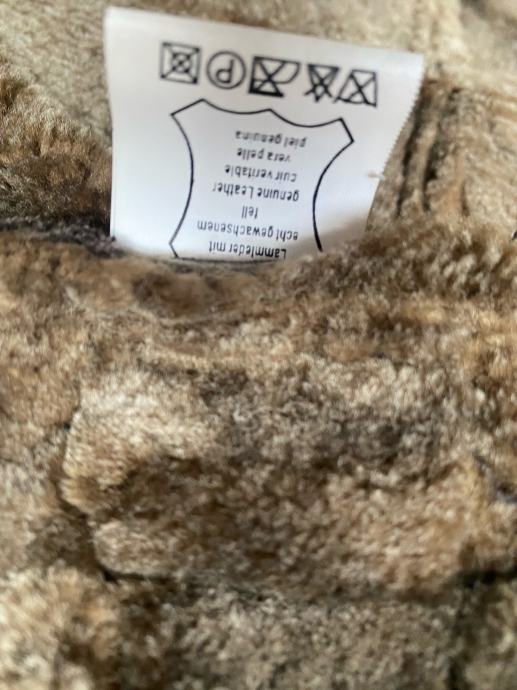 Lammleder mit
echt gewachsenem
fell
genuine Leather
cuir veritable
vera pelle
piel genuina
P